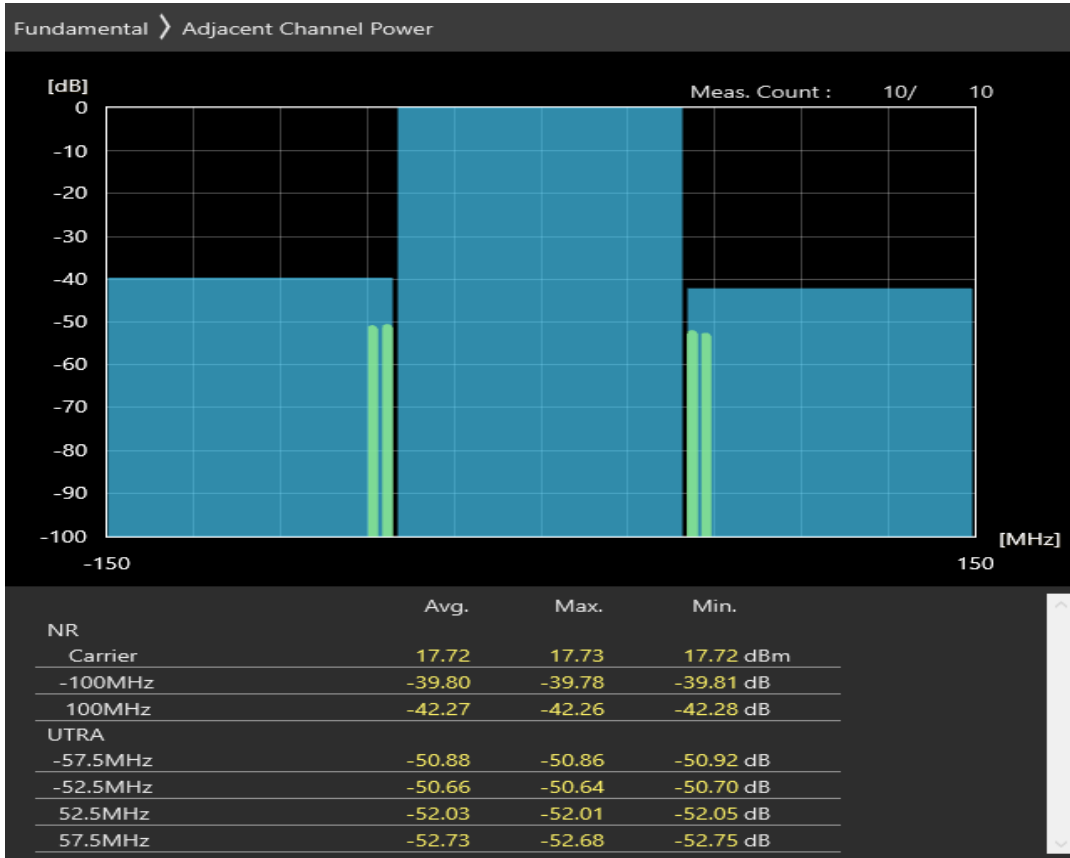 Fundamental ❭ Adjacent Channel Power
[dB]
Meas. Count : 10/ 10
0
-10
-20
-30
-40
-50
-60
-70
-80
-90
-100
[MHz]
-150 150
Avg. Max. Min.
NR
Carrier 17.72 17.73 17.72 dBm
-100MHz -39.80 -39.78 -39.81 dB
100MHz -42.27 -42.26 -42.28 dB
UTRA
-57.5MHz -50.88 -50.86 -50.92 dB
-52.5MHz -50.66 -50.64 -50.70 dB
52.5MHz -52.03 -52.01 -52.05 dB
57.5MHz -52.73 -52.68 -52.75 dB